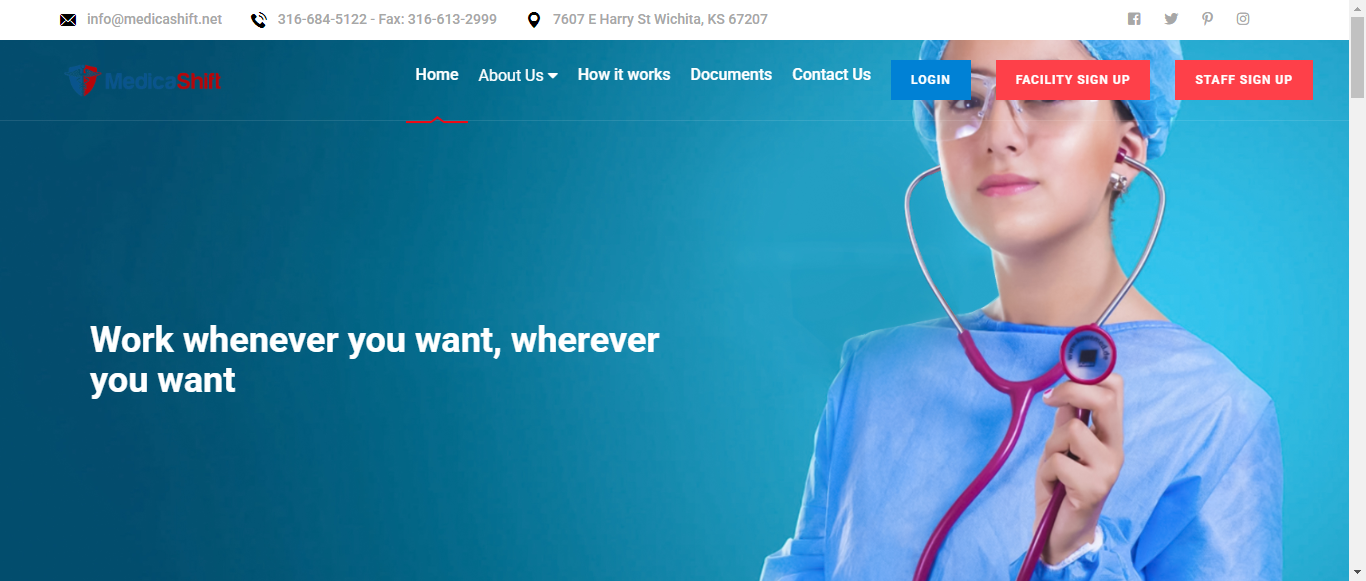 info@medicashift.net 316-684-5122 - Fax: 316-613-2999 7607 E Harry St Wichita, KS 67207
MedicaShift Home About Us How it works Documents Contact Us LOGIN FACILITY SIGN UP STAFF SIGN UP
Work whenever you want, wherever
you want